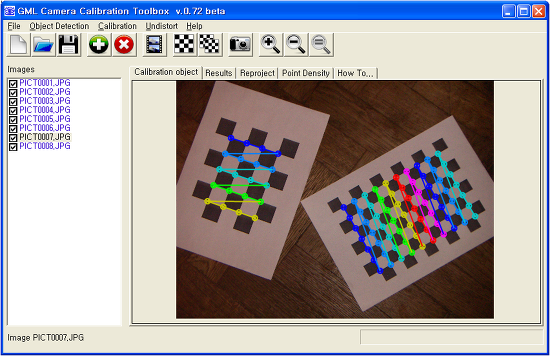 GML Camera Calibration Toolbox v.0.72 beta
File Object Detection Calibration Undistort Help
Images
Calibration object Results Reproject Point Density How To...
PICT0001.JPG
PICT0002.JPG
PICT0003.JPG
PICT0004.JPG
PICT0005.JPG
PICT0006.JPG
PICT0007.JPG
PICT0008.JPG
Image PICT0007.JPG